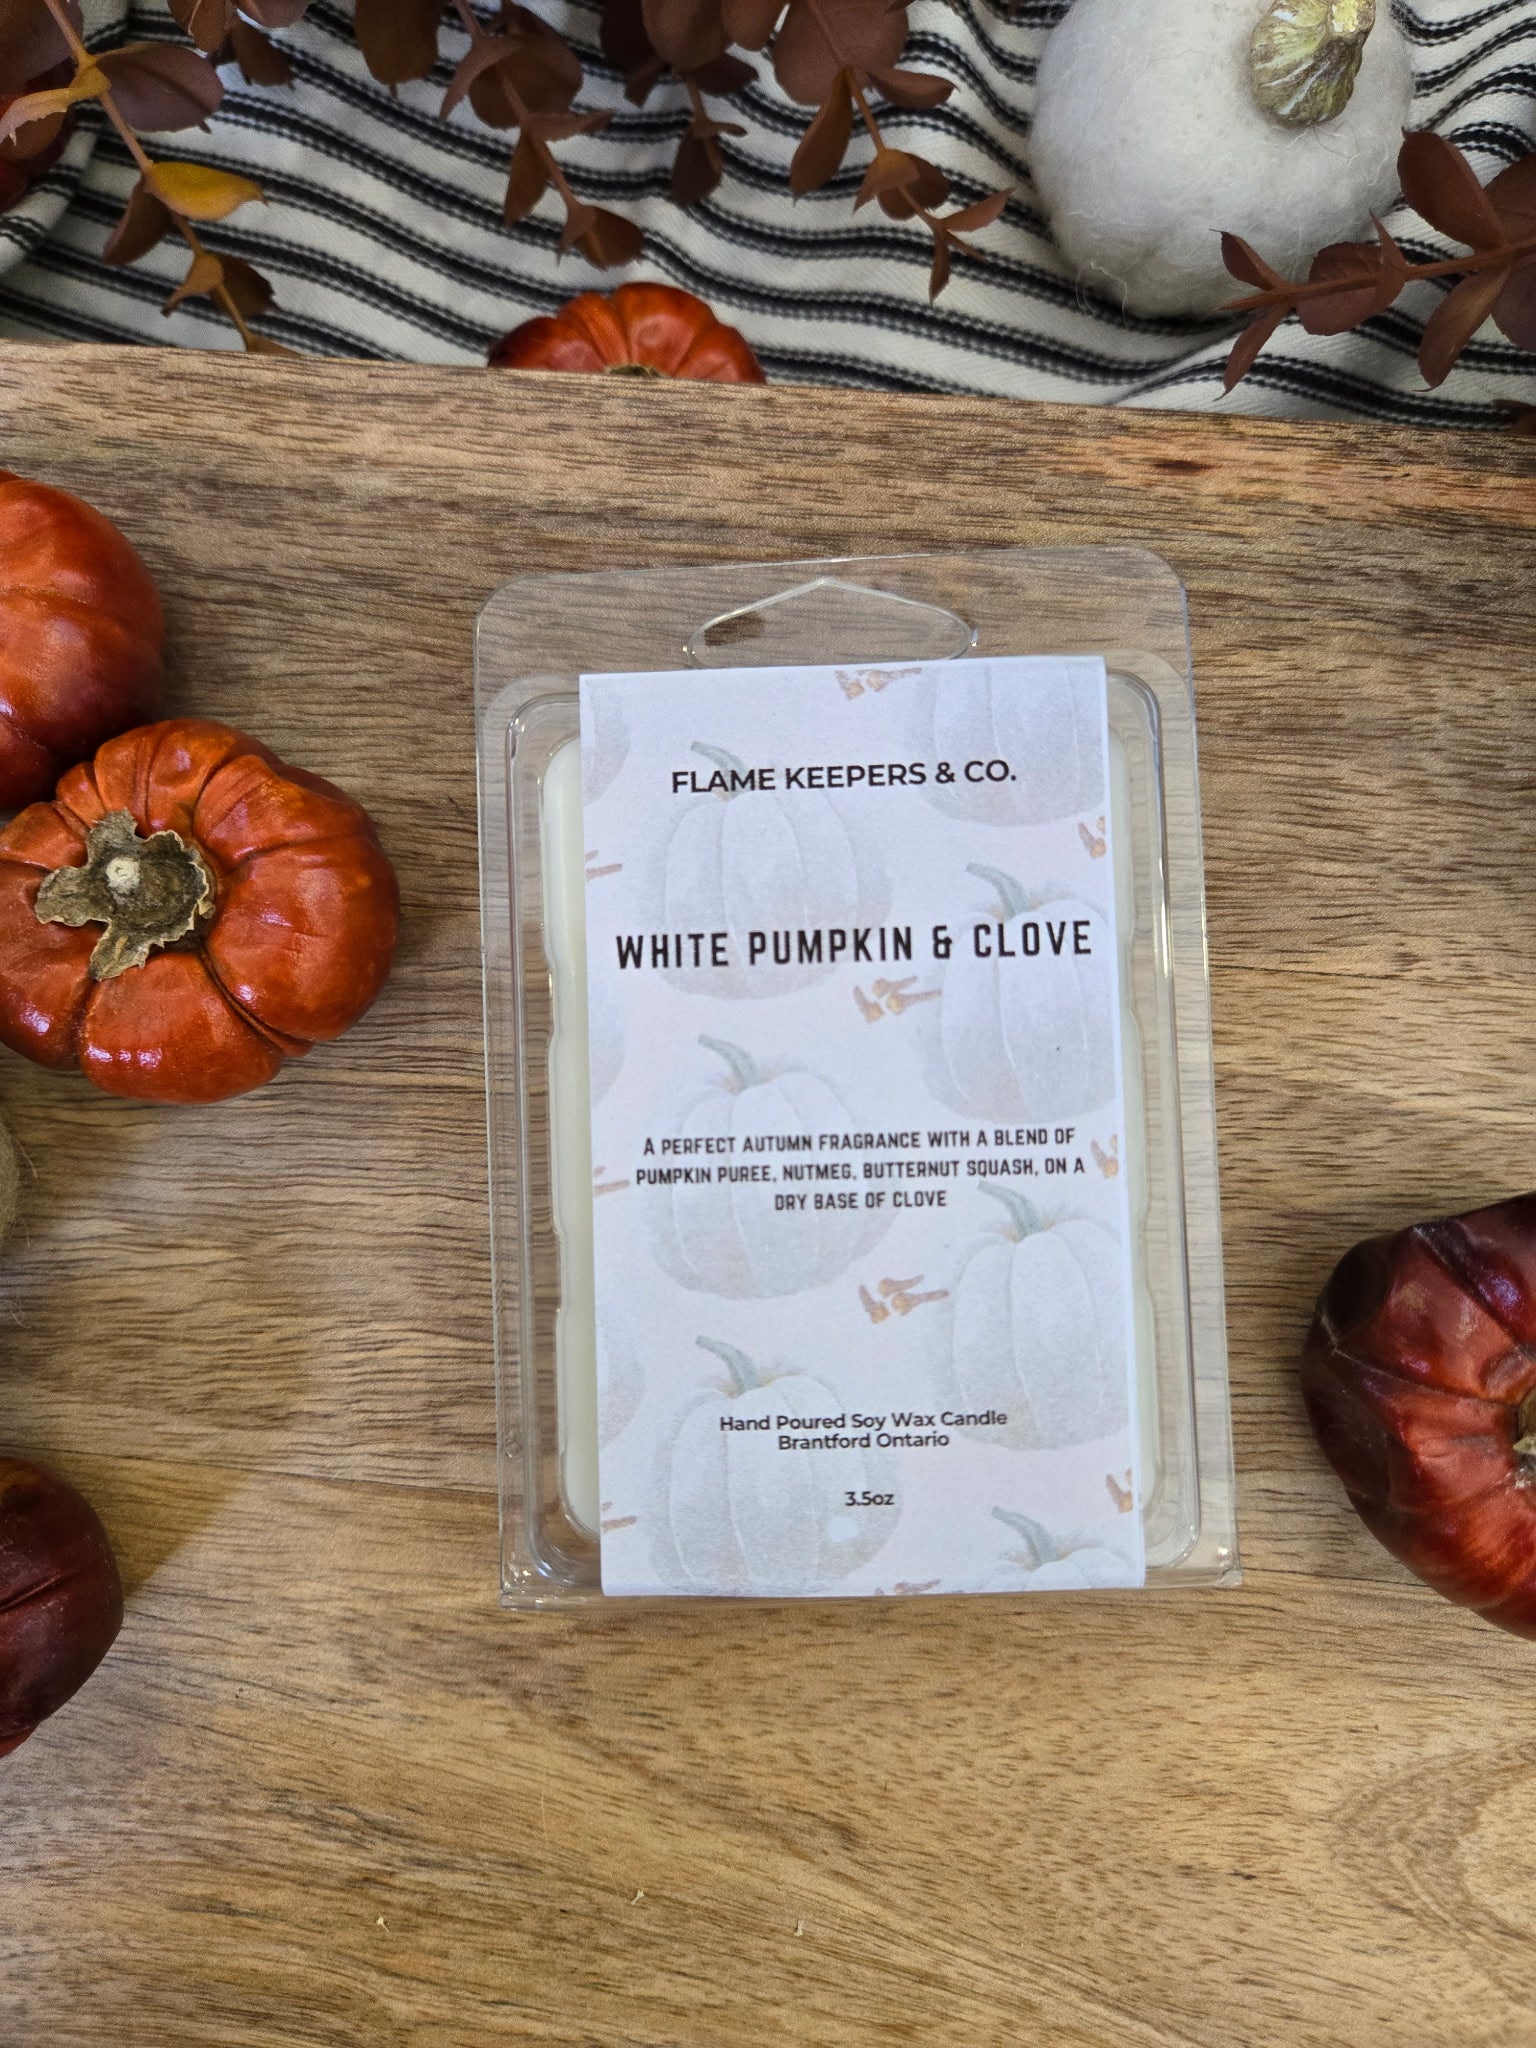 FLAME KEEPERS & CO.
WHITE PUMPKIN & CLOVE
A PERFECT AUTUMN FRAGRANCE WITH A BLEND OF
PUMPKIN PUREE, NUTMEG, BUTTERNUT SQUASH, ON A
DRY BASE OF CLOVE
Hand Poured Soy Wax Candle
Brantford Ontario
3.5oz